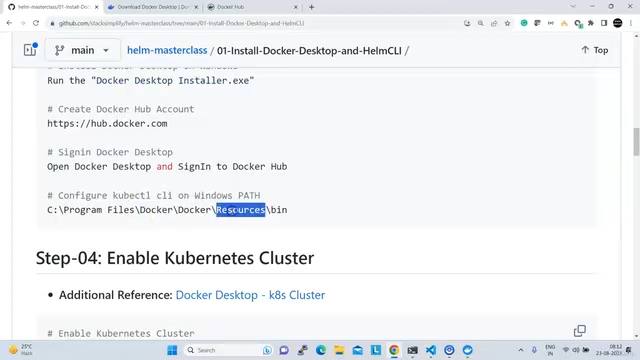 helm-masterclass/01-Install-D
Download Docker Desktop | Doc
Docker Hub
github.com/stacksimplify/helm-masterclass/tree/main/01-Install-Docker-Desktop-and-HelmCLI
main
helm-masterclass / 01-Install-Docker-Desktop-and-HelmCLI /
Top
Run the "Docker Desktop Installer.exe"
# Create Docker Hub Account
https://hub.docker.com
# Signin Docker Desktop
Open Docker Desktop and SignIn to Docker Hub
# Configure kubectl cli on Windows PATH
C:\Program Files\Docker\Docker\Resources\bin
Step-04: Enable Kubernetes Cluster
Additional Reference: Docker Desktop - k8s Cluster
# Enable Kubernetes Cluster
25°C
Haze
Search
ENG
IN
08:12
23-08-2023